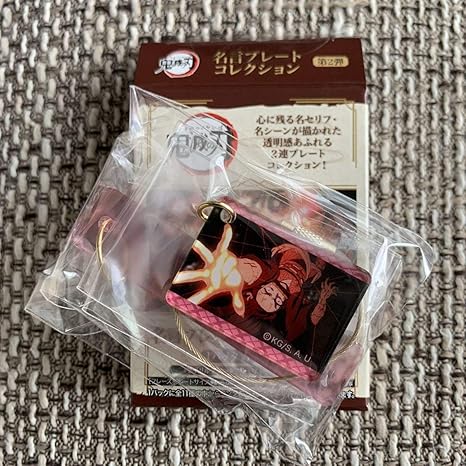 鬼滅の刃
名言プレート
コレクション
第2弾
心に残る名セリフ・
名シーンが描かれた
透明感あふれる
2連プレート
コレクション!
©KG/S, A, U